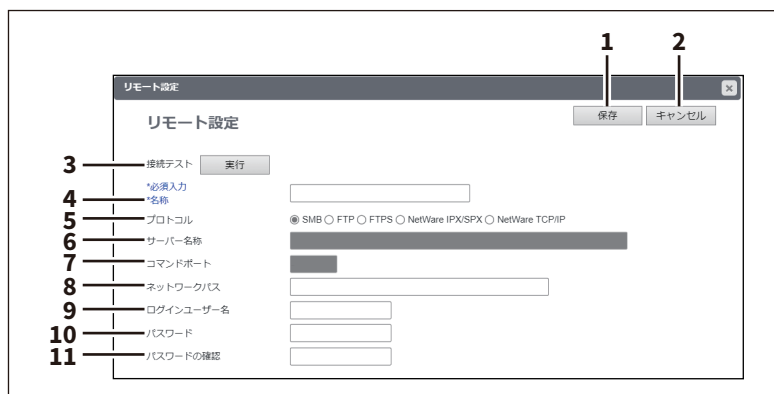 1 2
リモート設定
リモート設定
保存 キャンセル
3 接続テスト 実行
*必須入力
4 *名称
5 プロトコル SMB FTP FTPS NetWare IPX/SPX NetWare TCP/IP
6 サーバー名称
7 コマンドポート
8 ネットワークパス
9 ログインユーザー名
10 パスワード
11 パスワードの確認